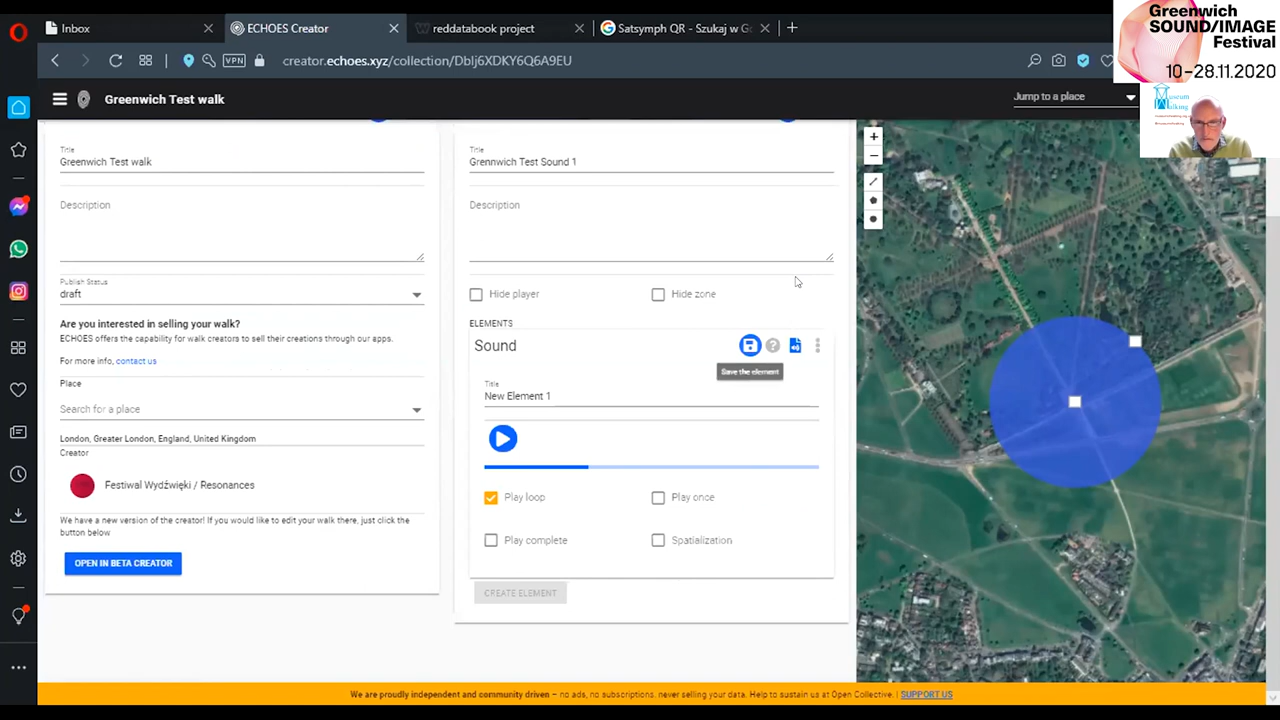 Inbox
ECHOES Creator
reddatabook project
Satsymph QR - Szukaj w Go
Greenwich
SOUND/IMAGE
Festival
10-28.11.2020
VPN
creator.echoes.xyz/collection/Dblj6XDKY6Q6A9EU
Greenwich Test walk
Jump to a place
Museum
Walking
Title
Greenwich Test walk
Description
Publish Status
draft
Are you interested in selling your walk?
ECHOES offers the capability for walk creators to sell their creations through our apps.
For more info, contact us
Place
Search for a place
London, Greater London, England, United Kingdom
Creator
Festiwal Wydźwięki / Resonances
We have a new version of the creator! If you would like to edit your walk there, just click the
button below
OPEN IN BETA CREATOR
Title
Grennwich Test Sound 1
Description
Hide player
Hide zone
ELEMENTS
Sound
Save the element
Title
New Element 1
Play loop
Play once
Play complete
Spatialization
CREATE ELEMENT
We are proudly independent and community driven – no ads, no subscriptions, never selling your data. Help to sustain us at Open Collective. | SUPPORT US